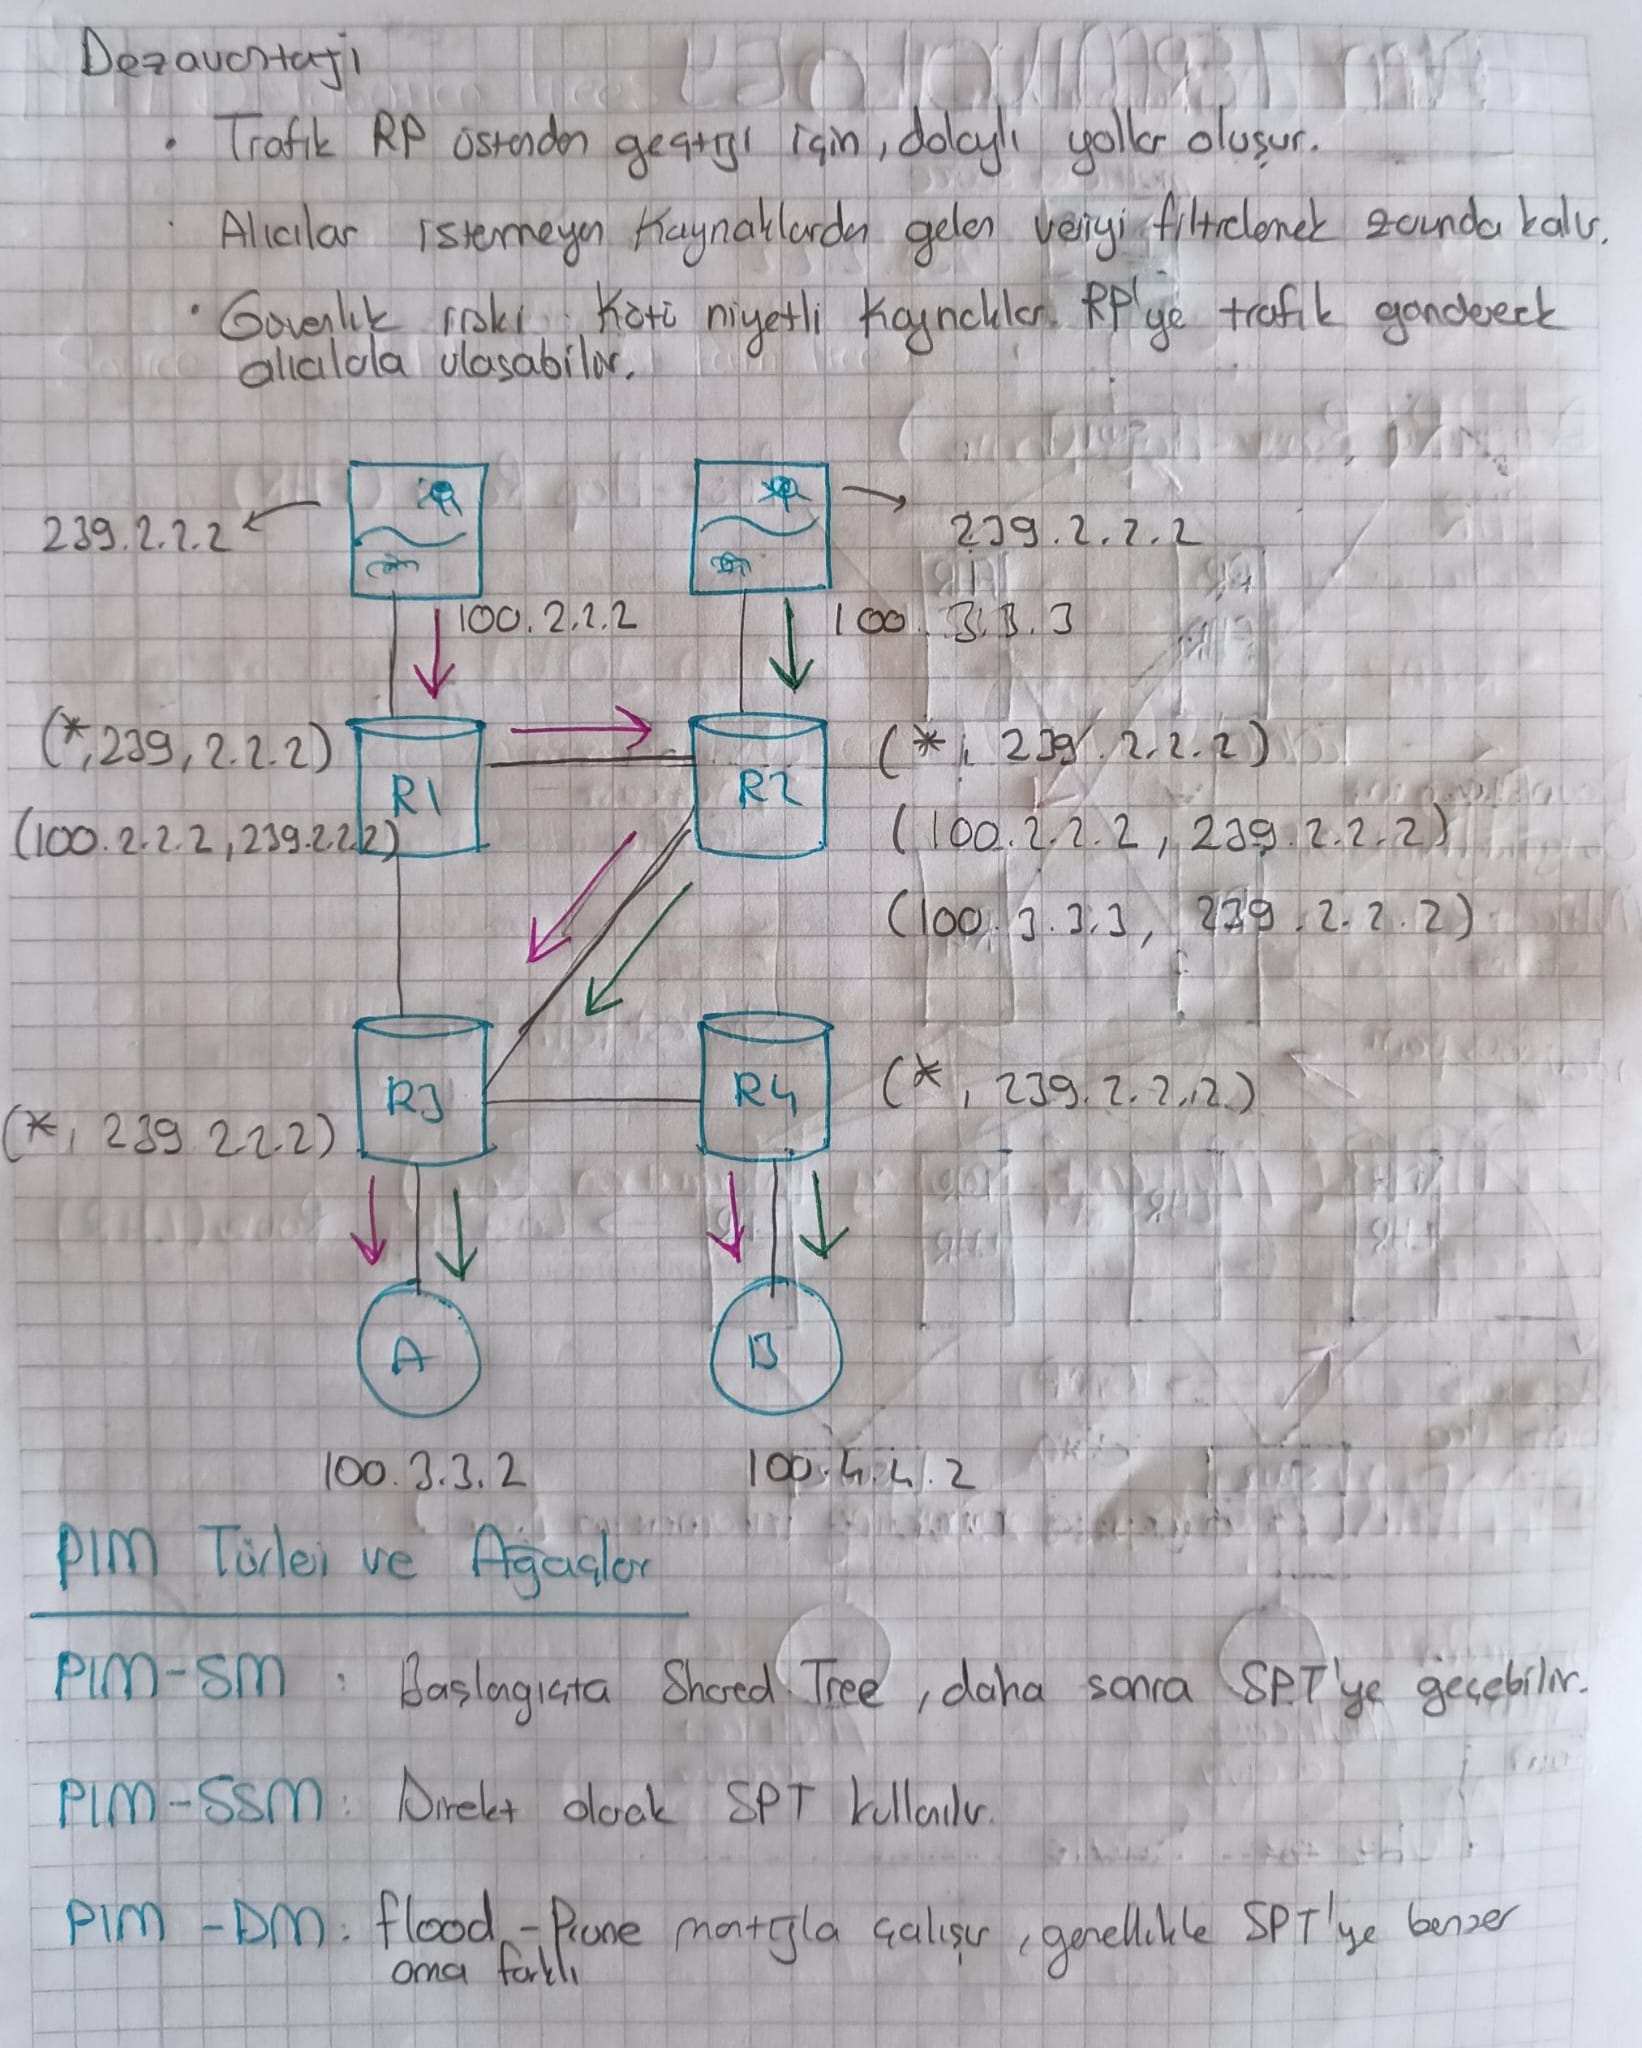 Dezavantajı
• Trafik RP üstünden geçtiği için, dolaylı yollar oluşur.
• Alıcılar istemeyen kaynaklardan gelen veriyi filtrelemek zorunda kalır.
• Güvenlik riski: Kötü niyetli kaynaklar RP'ye trafik göndererek
alıcılala ulaşabilir.
239.2.2.2
239.2.2.2
100.2.2.2
100.3.3.3
(*,239,2.2.2)
R1
R2
(*, 239.2.2.2)
(100.2.2.2,239.2.2.2)
(100.2.2.2, 239.2.2.2)
(100.3.3.3, 239.2.2.2)
R3
R4
(*, 239.2.2.2)
(*, 239.2.2.2)
A
B
100.3.3.2
100.4.4.2
PIM Türleri ve Ağaçlar
PIM-SM : Başlagıçta Shared Tree, daha sonra SPT'ye geçebilir.
PIM-SSM: Direkt olarak SPT kullanılır.
PIM-DM: flood-Prune mantığıla çalışır, genellikle SPT'ye benzer
ama farklı